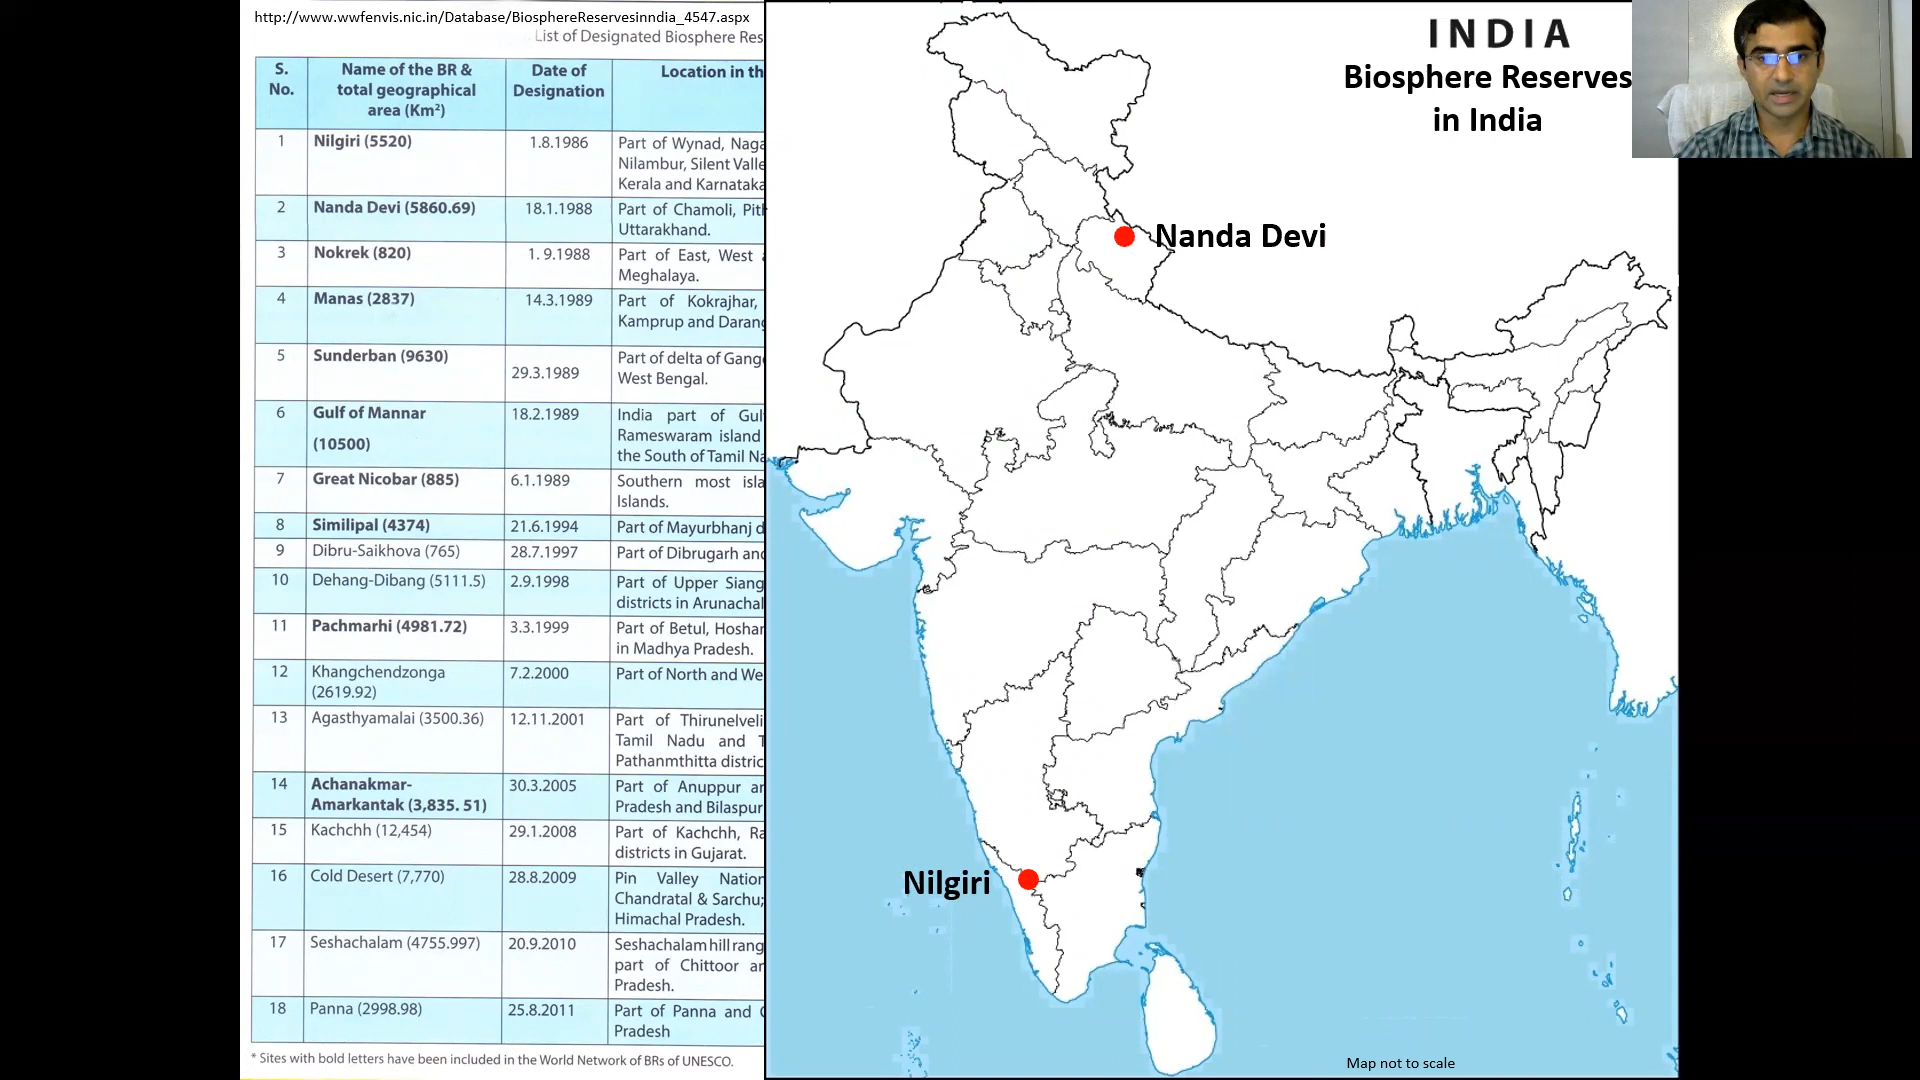 http://www.wwfenvis.nic.in/Database/BiosphereReservesinndia_4547.aspx
List of Designated Biosphere Res
S. No.
Name of the BR &
total geographical
area (Km²)
Date of
Designation
Location in th
1
Nilgiri (5520)
1.8.1986
Part of Wynad, Naga
Nilambur, Silent Valle
Kerala and Karnataka
2
Nanda Devi (5860.69)
18.1.1988
Part of Chamoli, Pith
Uttarakhand.
3
Nokrek (820)
1. 9.1988
Part of East, West a
Meghalaya.
4
Manas (2837)
14.3.1989
Part of Kokrajhar,
Kamprup and Darang
5
Sunderban (9630)
29.3.1989
Part of delta of Gange
West Bengal.
6
Gulf of Mannar
(10500)
18.2.1989
India part of Gul
Rameswaram island
the South of Tamil Na
7
Great Nicobar (885)
6.1.1989
Southern most isla
Islands.
8
Similipal (4374)
21.6.1994
Part of Mayurbhanj d
9
Dibru-Saikhova (765)
28.7.1997
Part of Dibrugarh and
10
Dehang-Dibang (5111.5)
2.9.1998
Part of Upper Siang
districts in Arunachal
11
Pachmarhi (4981.72)
3.3.1999
Part of Betul, Hoshan
in Madhya Pradesh.
12
Khangchendzonga
(2619.92)
7.2.2000
Part of North and We
13
Agasthyamalai (3500.36)
12.11.2001
Part of Thirunelveli
Tamil Nadu and T
Pathanmthitta distric
14
Achanakmar-
Amarkantak (3,835. 51)
30.3.2005
Part of Anuppur an
Pradesh and Bilaspur
15
Kachchh (12,454)
29.1.2008
Part of Kachchh, Ra
districts in Gujarat.
16
Cold Desert (7,770)
28.8.2009
Pin Valley Nation
Chandratal & Sarchu;
Himachal Pradesh.
17
Seshachalam (4755.997)
20.9.2010
Seshachalam hill rang
part of Chittoor an
Pradesh.
18
Panna (2998.98)
25.8.2011
Part of Panna and C
Pradesh
* Sites with bold letters have been included in the World Network of BRs of UNESCO.
INDIA
Biosphere Reserves
in India
Nanda Devi
Nilgiri
Map not to scale